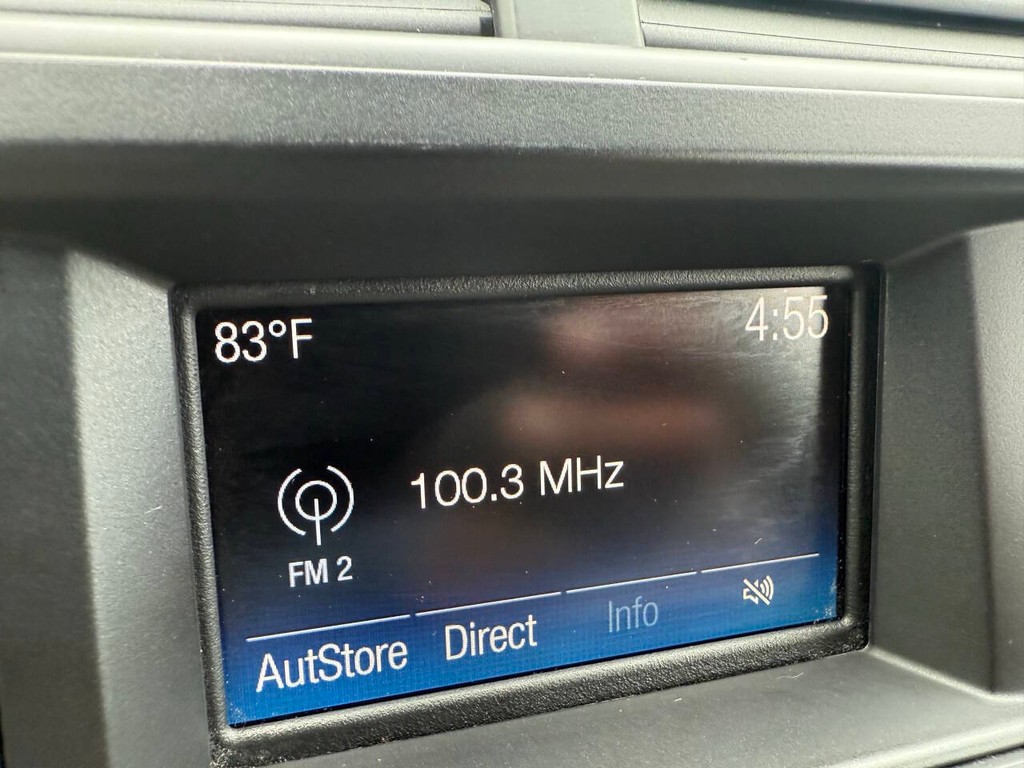 83°F 4:55
100.3 MHz
FM 2
AutStore Direct Info